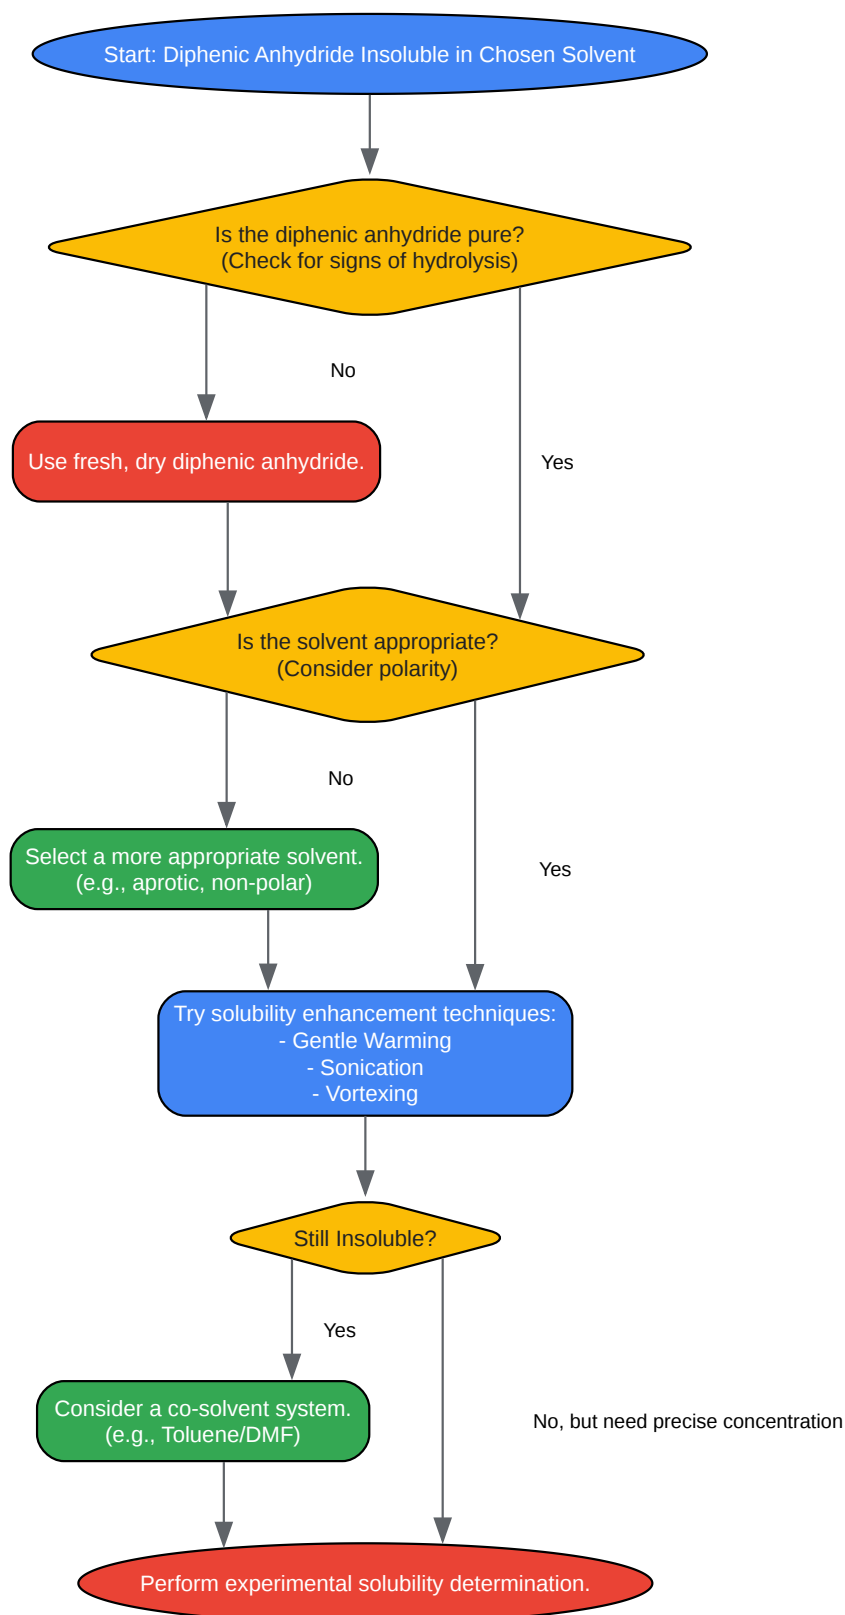 Start: Diphenic Anhydride Insoluble in Chosen Solvent
Is the diphenic anhydride pure?
(Check for signs of hydrolysis)
No
Use fresh, dry diphenic anhydride.
Yes
Is the solvent appropriate?
(Consider polarity)
No
Select a more appropriate solvent.
(e.g., aprotic, non-polar)
Yes
Try solubility enhancement techniques:
- Gentle Warming
- Sonication
- Vortexing
Still Insoluble?
Yes
Consider a co-solvent system.
(e.g., Toluene/DMF)
No, but need precise concentration
Perform experimental solubility determination.